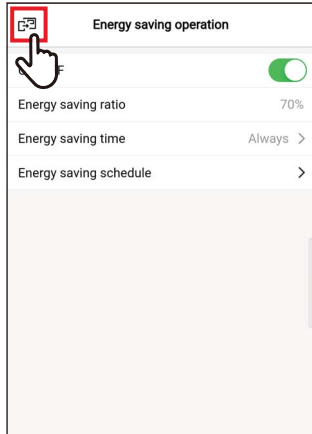 Energy saving operation
Energy saving ratio 70%
Energy saving time Always
Energy saving schedule